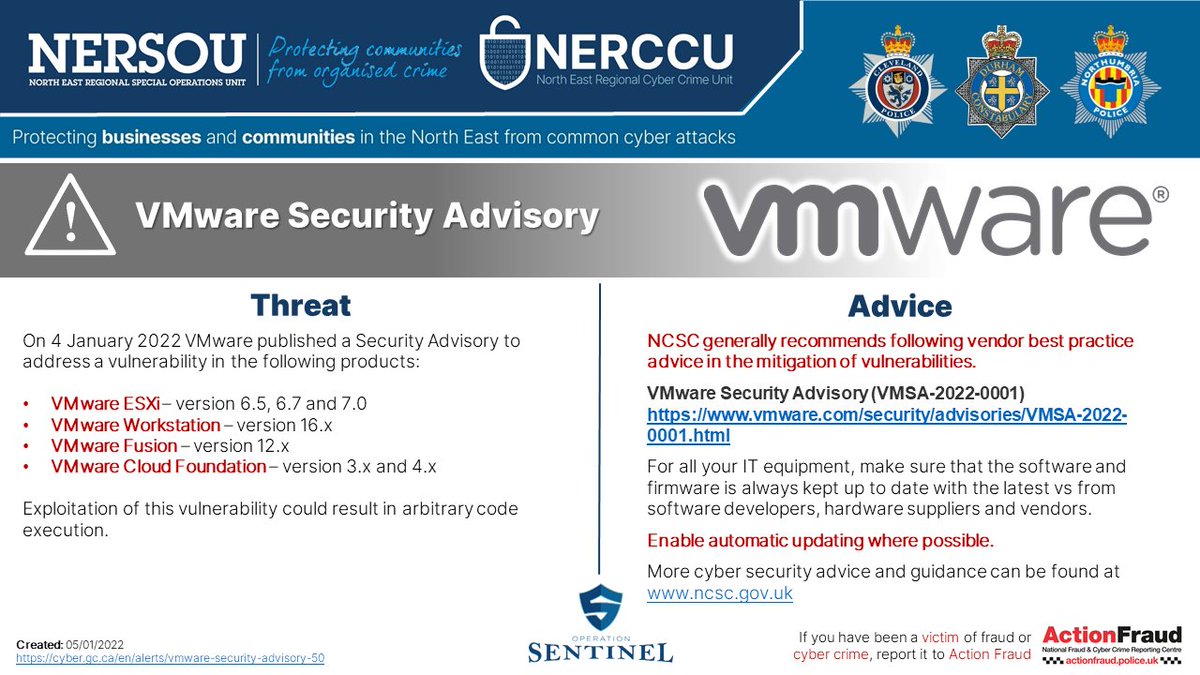 NERSOU
NORTH EAST REGIONAL SPECIAL OPERATIONS UNIT
Protecting communities
from organised crime
NERCCU
North East Regional Cyber Crime Unit
CLEVELAND
POLICE
DURHAM
CONSTABULARY
NORTHUMBRIA
POLICE
Protecting businesses and communities in the North East from common cyber attacks
VMware Security Advisory
vmware®
Threat
On 4 January 2022 VMware published a Security Advisory to
address a vulnerability in the following products:
• VMware ESXi – version 6.5, 6.7 and 7.0
• VMware Workstation – version 16.x
• VMware Fusion – version 12.x
• VMware Cloud Foundation – version 3.x and 4.x
Exploitation of this vulnerability could result in arbitrary code
execution.
Advice
NCSC generally recommends following vendor best practice
advice in the mitigation of vulnerabilities.
VMware Security Advisory (VMSA-2022-0001)
https://www.vmware.com/security/advisories/VMSA-2022-
0001.html
For all your IT equipment, make sure that the software and
firmware is always kept up to date with the latest vs from
software developers, hardware suppliers and vendors.
Enable automatic updating where possible.
More cyber security advice and guidance can be found at
www.ncsc.gov.uk
Created: 05/01/2022
https://cyber.gc.ca/en/alerts/vmware-security-advisory-50
OPERATION
SENTINEL
If you have been a victim of fraud or
cyber crime, report it to Action Fraud
ActionFraud
National Fraud & Cyber Crime Reporting Centre
actionfraud.police.uk